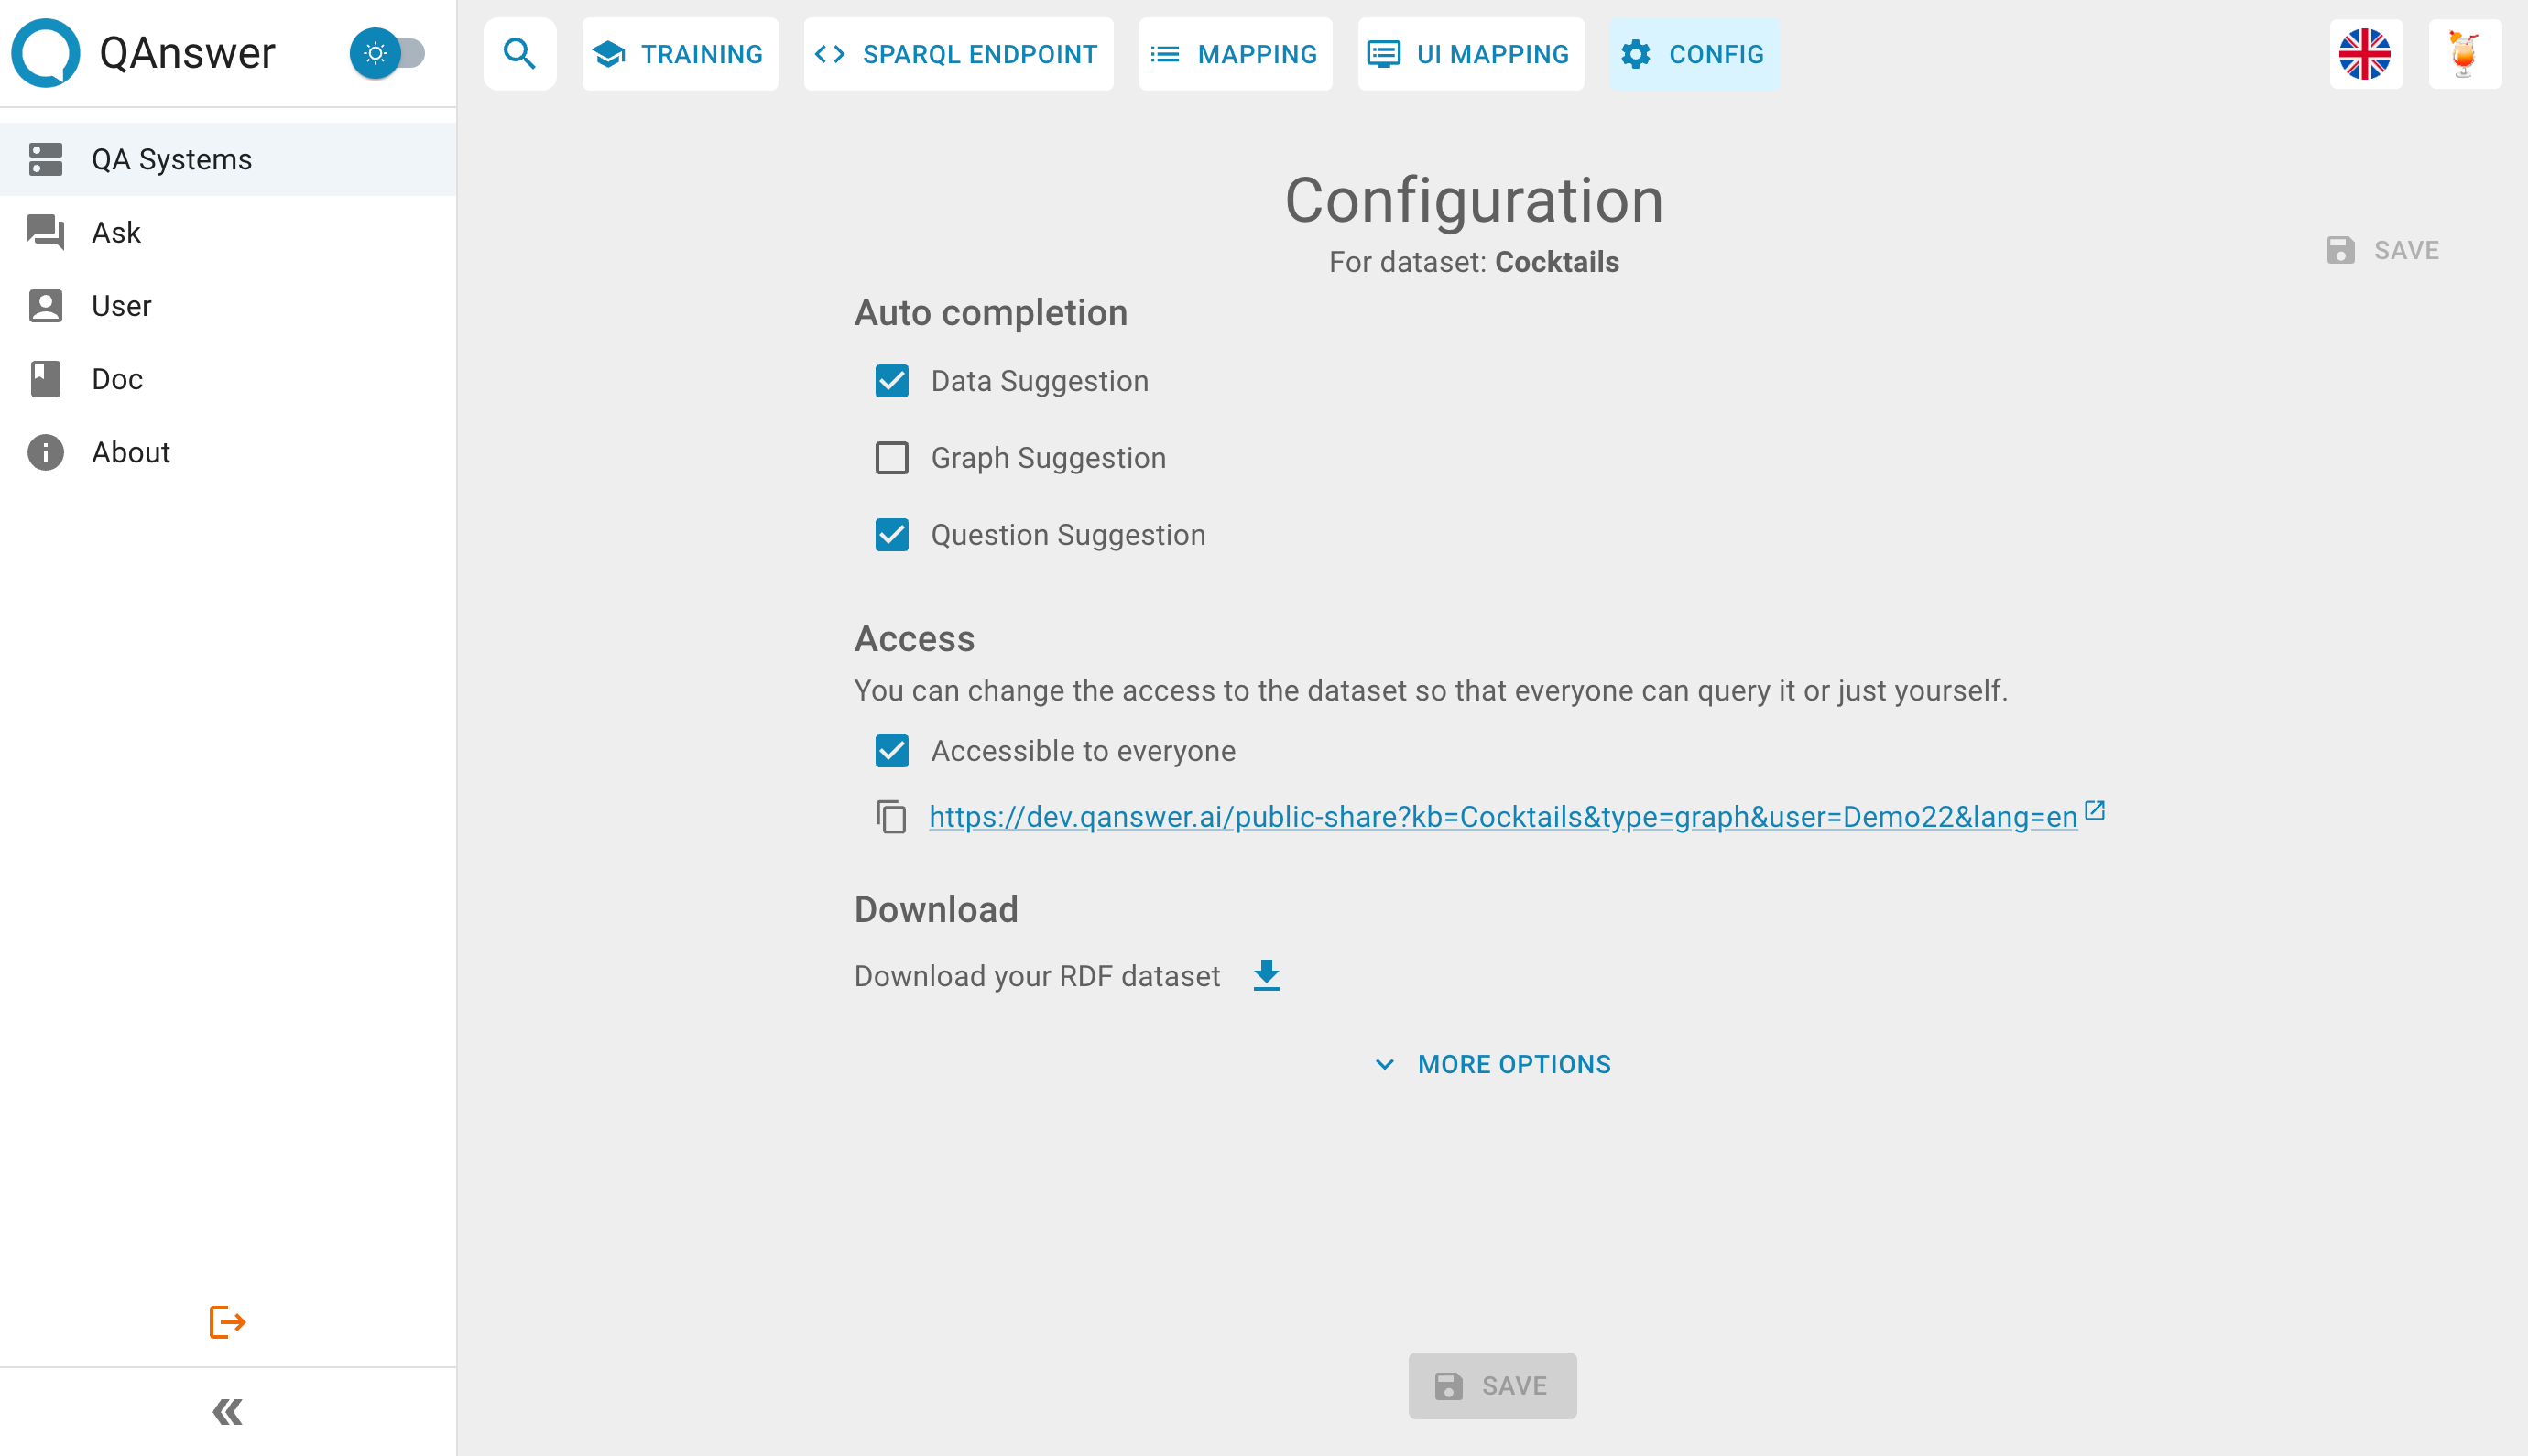 QAnswer
TRAINING
SPARQL ENDPOINT
MAPPING
UI MAPPING
CONFIG
QA Systems
Ask
User
Doc
About
Configuration
For dataset: Cocktails
SAVE
Auto completion
Data Suggestion
Graph Suggestion
Question Suggestion
Access
You can change the access to the dataset so that everyone can query it or just yourself.
Accessible to everyone
https://dev.qanswer.ai/public-share?kb=Cocktails&type=graph&user=Demo22&lang=en
Download
Download your RDF dataset
MORE OPTIONS
SAVE